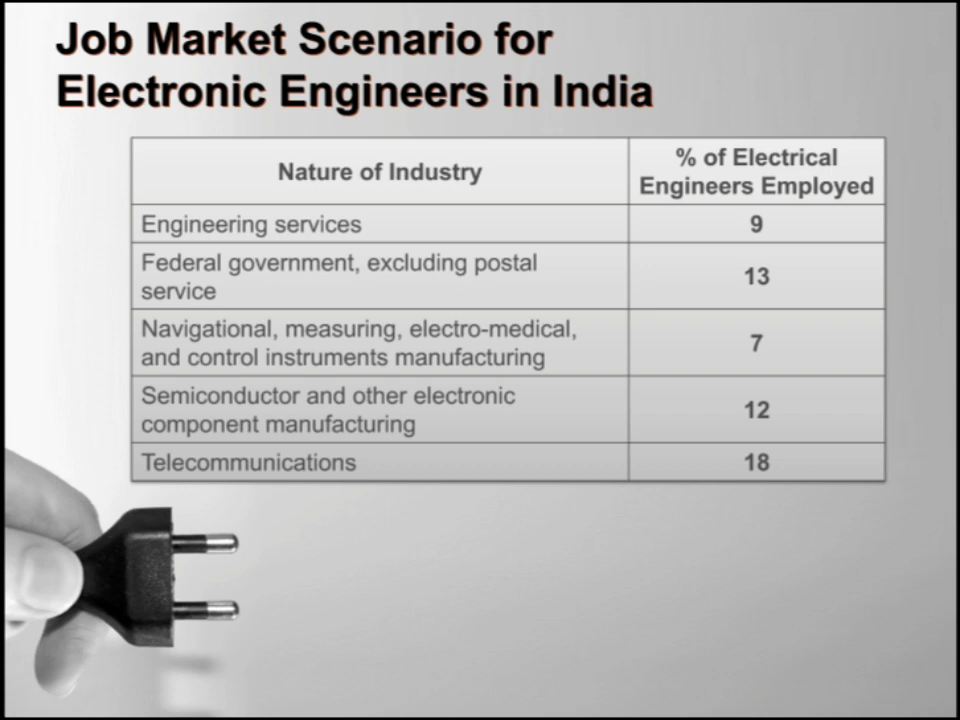 Job Market Scenario for
Electronic Engineers in India
Nature of Industry
% of Electrical
Engineers Employed
Engineering services
9
Federal government, excluding postal
service
13
Navigational, measuring, electro-medical,
and control instruments manufacturing
7
Semiconductor and other electronic
component manufacturing
12
Telecommunications
18